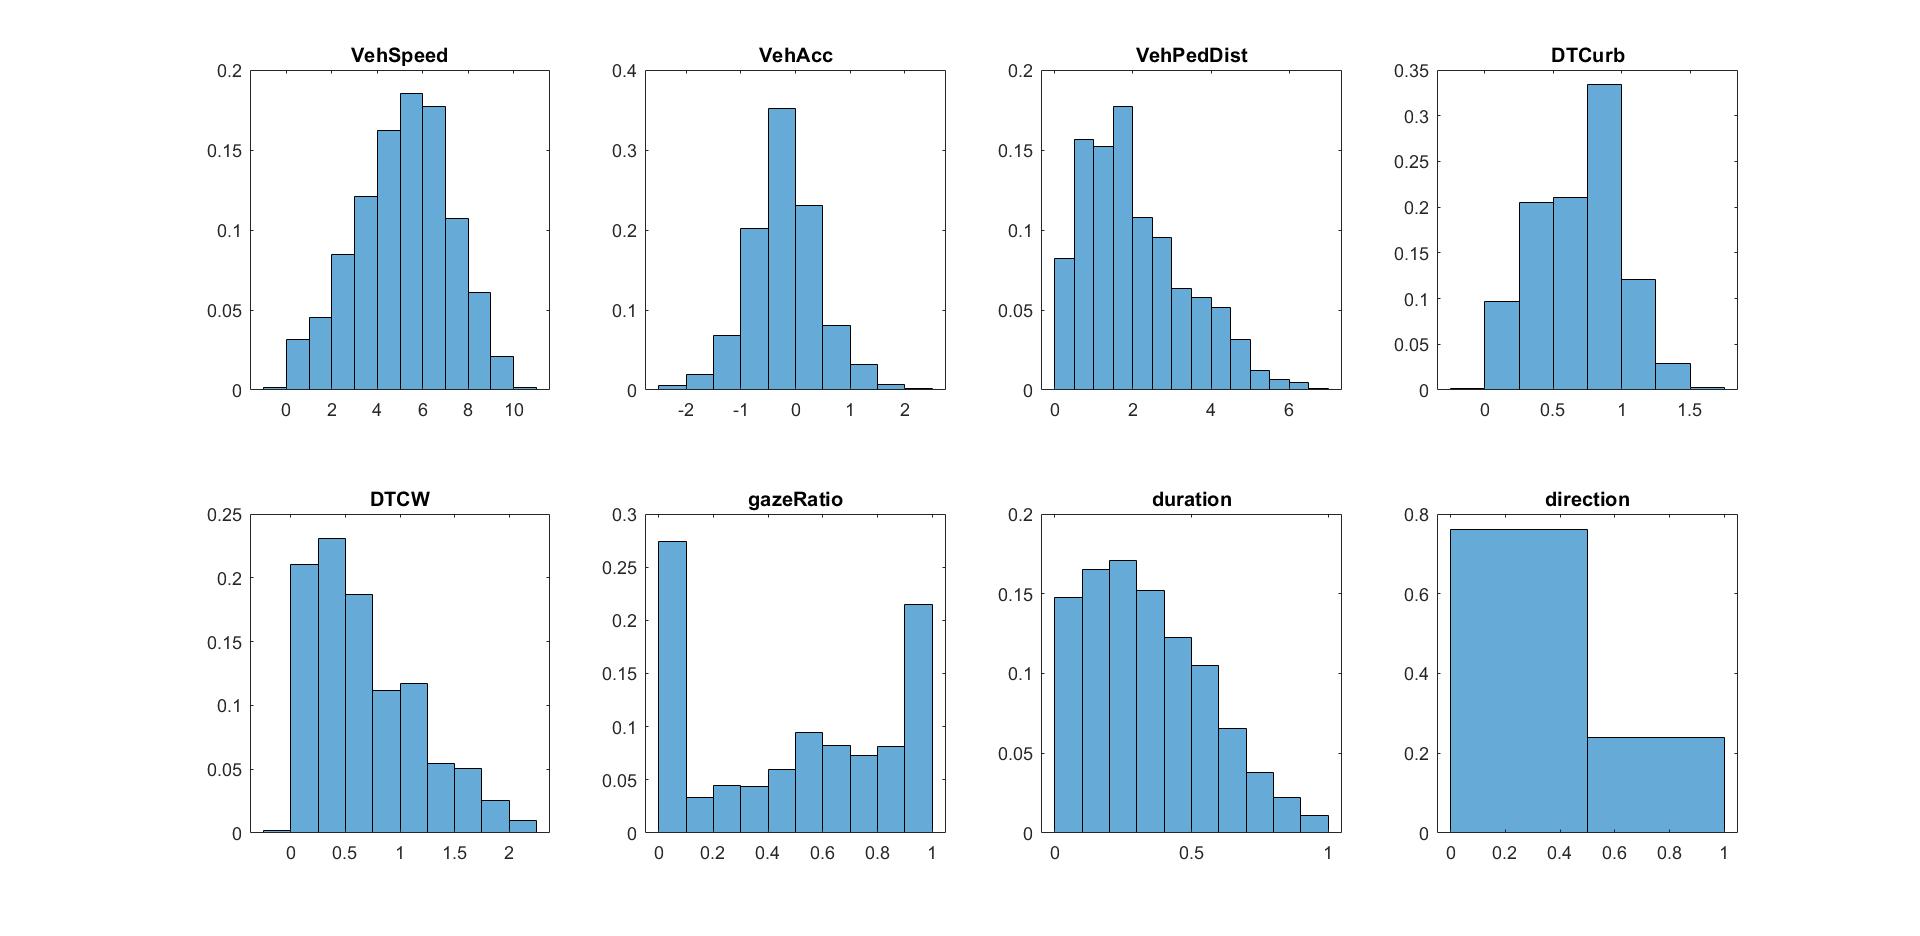 VehSpeed VehAcc VehPedDist DTCurb
0.2 0.4 0.2 0.35
0.3
0.15 0.3 0.15 0.25
0.1 0.2 0.1 0.2
0.15
0.05 0.1 0.05 0.1
0.05
0 0 0 0
0 2 4 6 8 10 -2 -1 0 1 2 0 2 4 6 0 0.5 1 1.5
DTCW gazeRatio duration direction
0.25 0.3 0.2 0.8
0.2 0.25 0.15 0.6
0.15 0.2
0.15 0.1 0.4
0.1 0.1
0.05 0.05 0.05 0.2
0 0 0 0
0 0.5 1 1.5 2 0 0.2 0.4 0.6 0.8 1 0 0.5 1 0 0.2 0.4 0.6 0.8 1